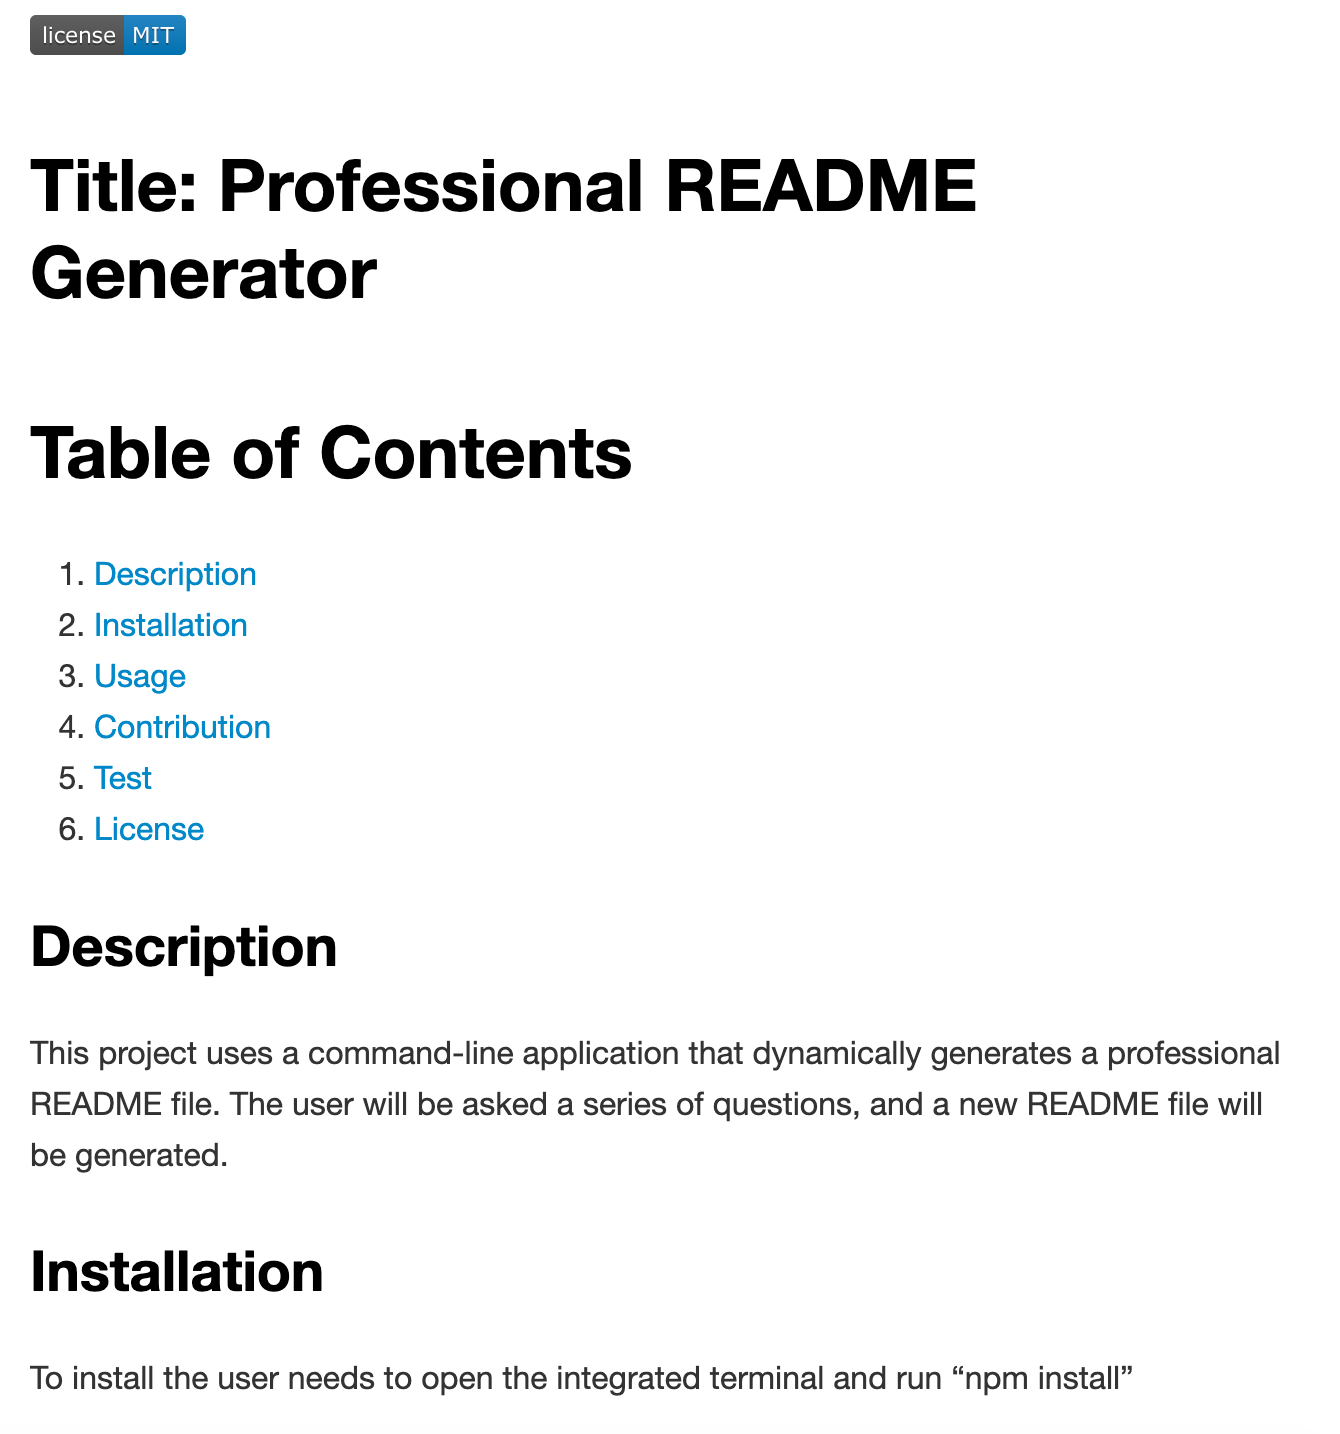 license MIT
Title: Professional README
Generator
Table of Contents
1. Description
2. Installation
3. Usage
4. Contribution
5. Test
6. License
Description
This project uses a command-line application that dynamically generates a professional
README file. The user will be asked a series of questions, and a new README file will
be generated.
Installation
To install the user needs to open the integrated terminal and run “npm install”